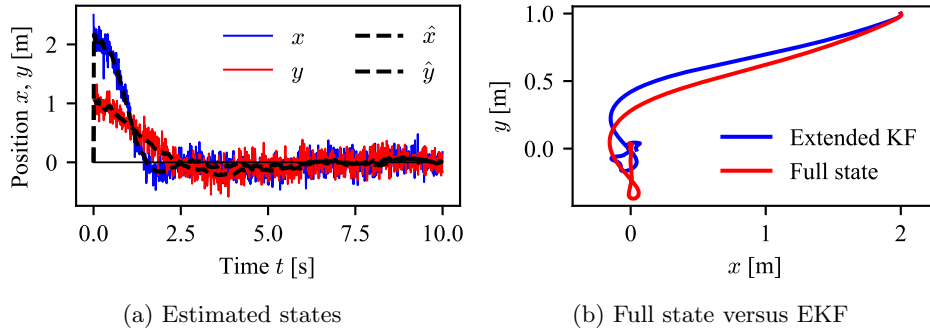 Position x, y [m]
2
1
0
x
y
x̂
ŷ
0.0 2.5 5.0 7.5 10.0
Time t [s]
(a) Estimated states
y [m]
1.0
0.5
0.0
Extended KF
Full state
0 1 2
x [m]
(b) Full state versus EKF